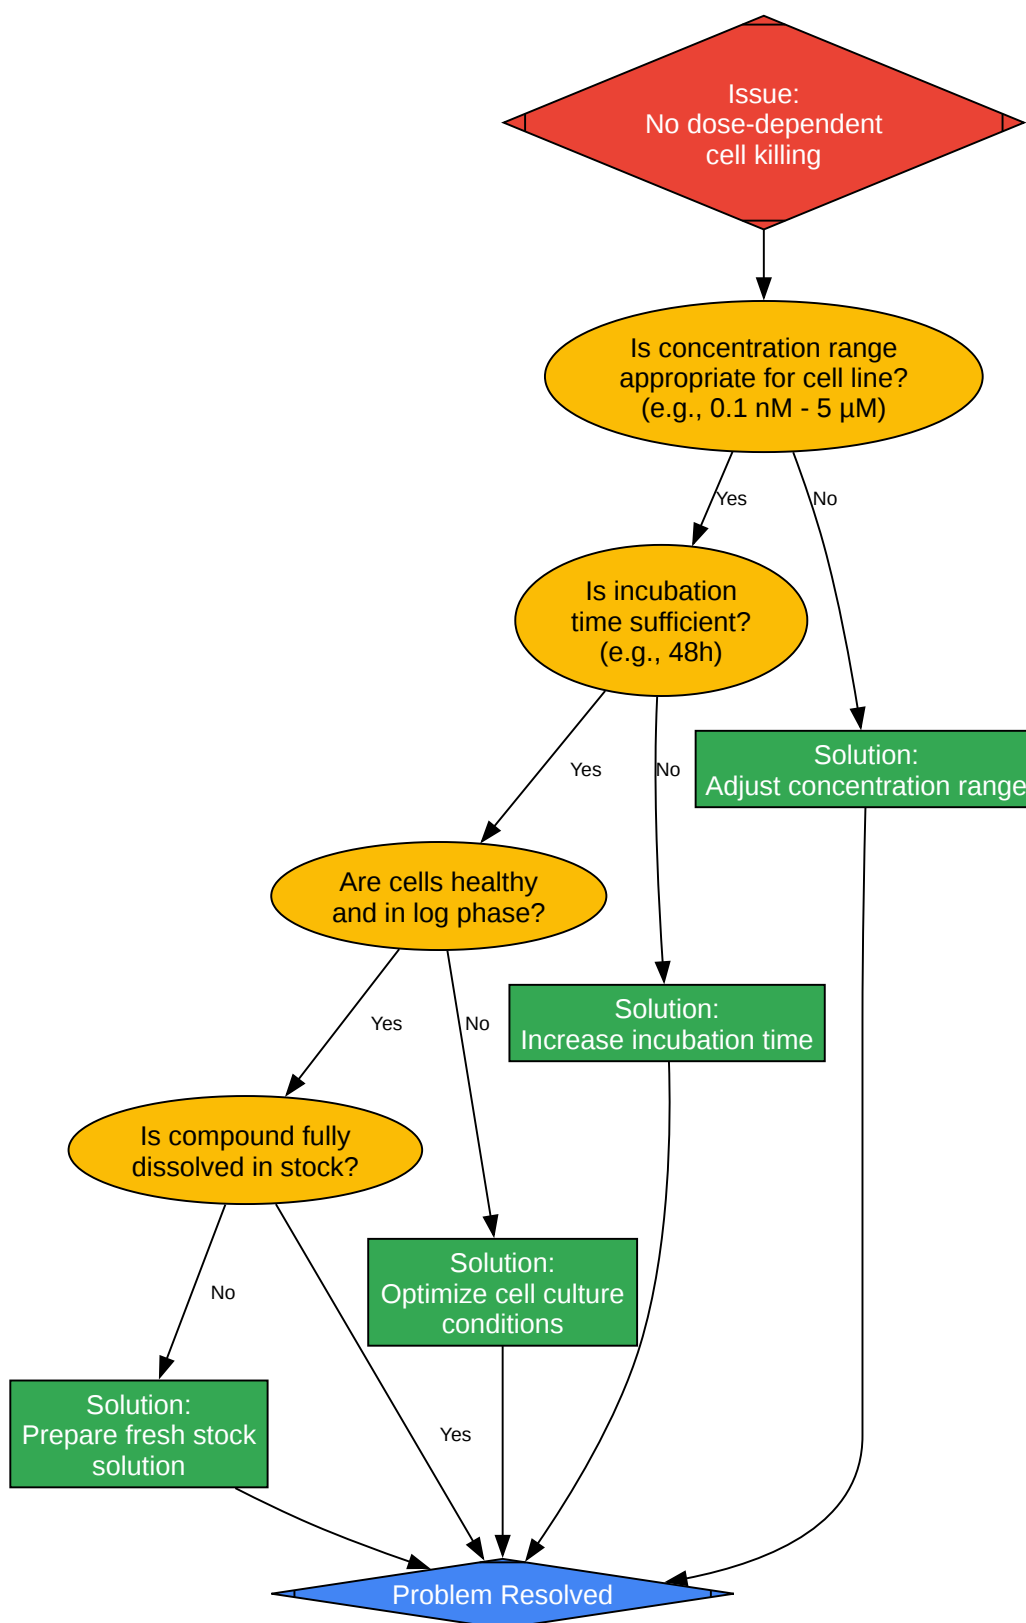 Issue:
No dose-dependent
cell killing
Is concentration range
appropriate for cell line?
(e.g., 0.1 nM - 5 µM)
Yes
No
Is incubation
time sufficient?
(e.g., 48h)
Solution:
Adjust concentration range
Yes
No
Are cells healthy
and in log phase?
Solution:
Increase incubation time
Yes
No
Is compound fully
dissolved in stock?
Solution:
Optimize cell culture
conditions
No
Yes
Solution:
Prepare fresh stock
solution
Problem Resolved